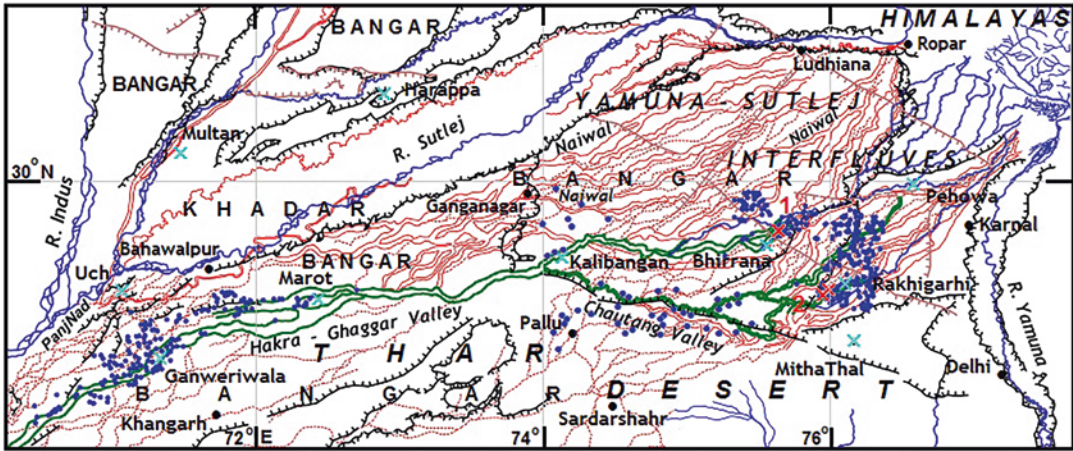 HIMALAYAS
BANGAR
Ropar
Ludhiana
BANGAR
Harappa
YAMUNA - SUTLEJ
Multan
R. Sutlej
Naiwal
Naiwal
INTERFLUVES
30°N
BANGAR
R. Indus
KHADAR
Ganganagar
Naiwal
1
Pehowa
Karnal
Bahawalpur
BANGAR
Kalibangan
Bhirrana
Uch
Marot
Rakhigarhi
2
PanjNad
Hakra - Ghaggar Valley
Pallu
Chautang Valley
R. Yamuna
THAR
Ganweriwala
MithaThal
Delhi
BANGAR
DESERT
Khangarh
Sardarshahr
72°E
74°
76°